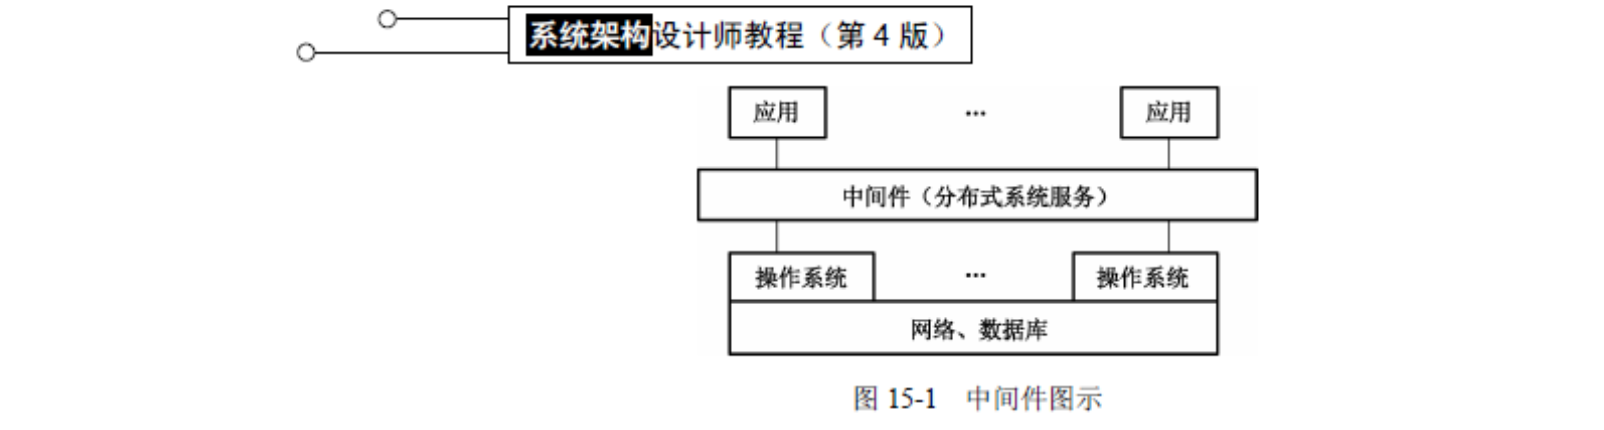 系统架构设计师教程（第 4 版）
应用 … 应用
中间件（分布式系统服务）
操作系统 … 操作系统
网络、数据库
图 15-1 中间件图示